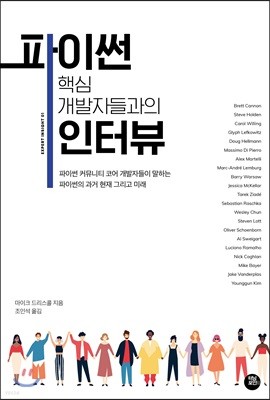 파이썬
핵심
개발자들과의
인터뷰
EXPERT INSIGHT 01
파이썬 커뮤니티 코어 개발자들이 말하는
파이썬의 과거 현재 그리고 미래
Brett Cannon
Steve Holden
Carol Willing
Glyph Lefkowitz
Doug Hellmann
Massimo Di Pierro
Alex Martelli
Marc-André Lemburg
Barry Warsaw
Jessica McKellar
Tarek Ziadé
Sebastian Raschka
Wesley Chun
Steven Lott
Oliver Schoenborn
Al Sweigart
Luciano Ramalho
Nick Coghlan
Mike Bayer
Jake Vanderplas
Younggun Kim
마이크 드리스콜 지음
조인석 옮김
터닝
포인트